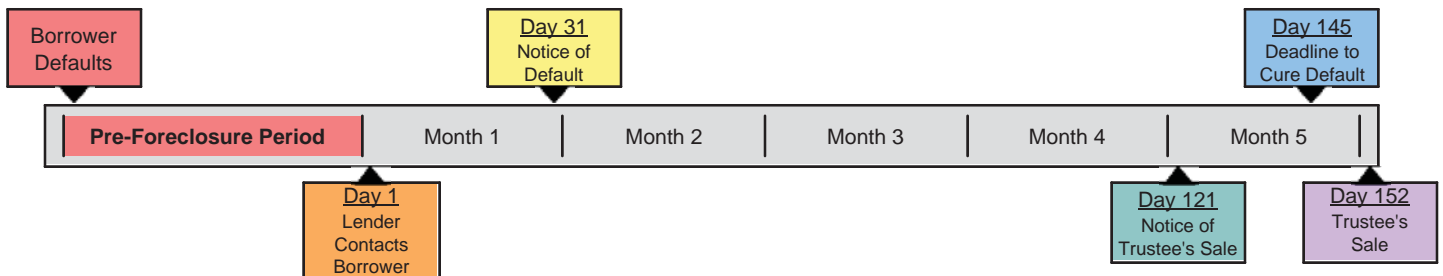 Borrower
Defaults
Day 31
Notice of
Default
Day 145
Deadline to
Cure Default
Pre-Foreclosure Period
Month 1
Month 2
Month 3
Month 4
Month 5
Day 1
Lender
Contacts
Borrower
Day 121
Notice of
Trustee's Sale
Day 152
Trustee's
Sale